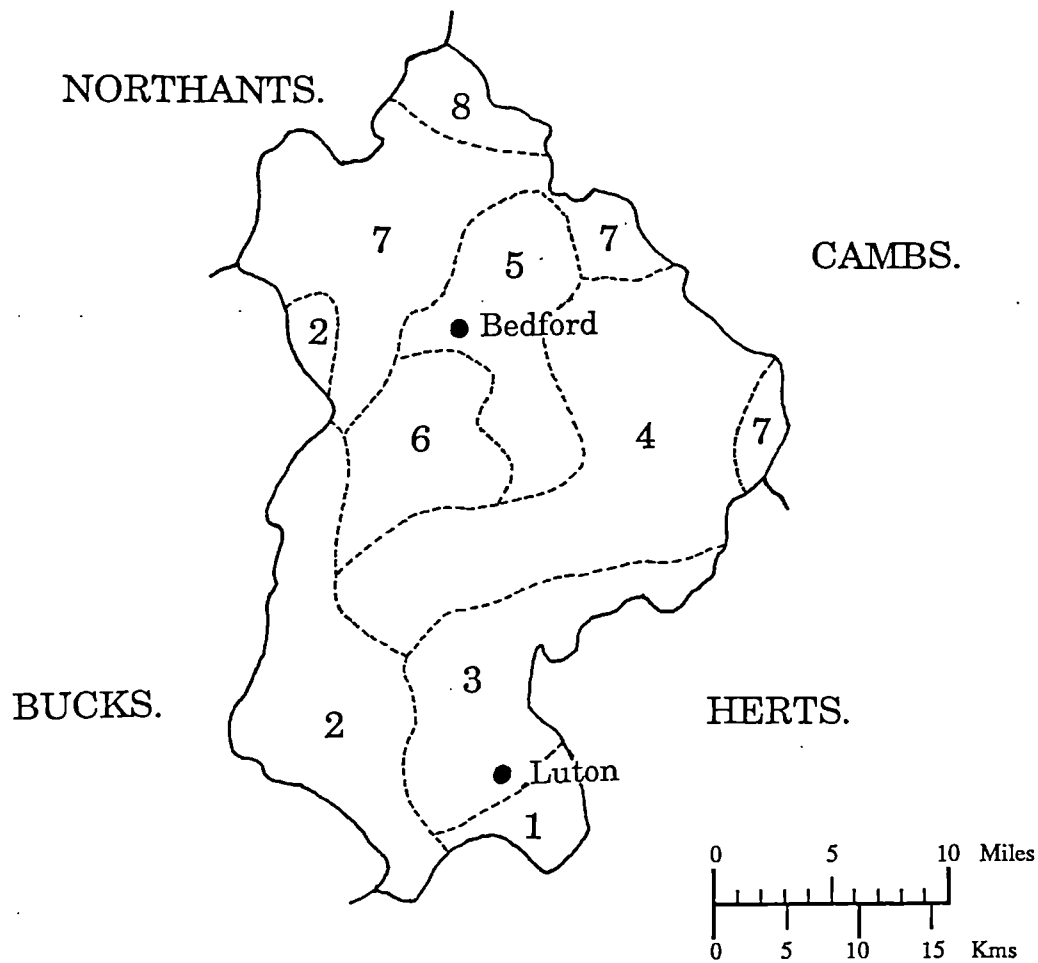 NORTHANTS.
8
7
7
5
CAMBS.
2
Bedford
6
4
7
3
BUCKS.
2
HERTS.
Luton
1
0 5 10 Miles
0 5 10 15 Kms